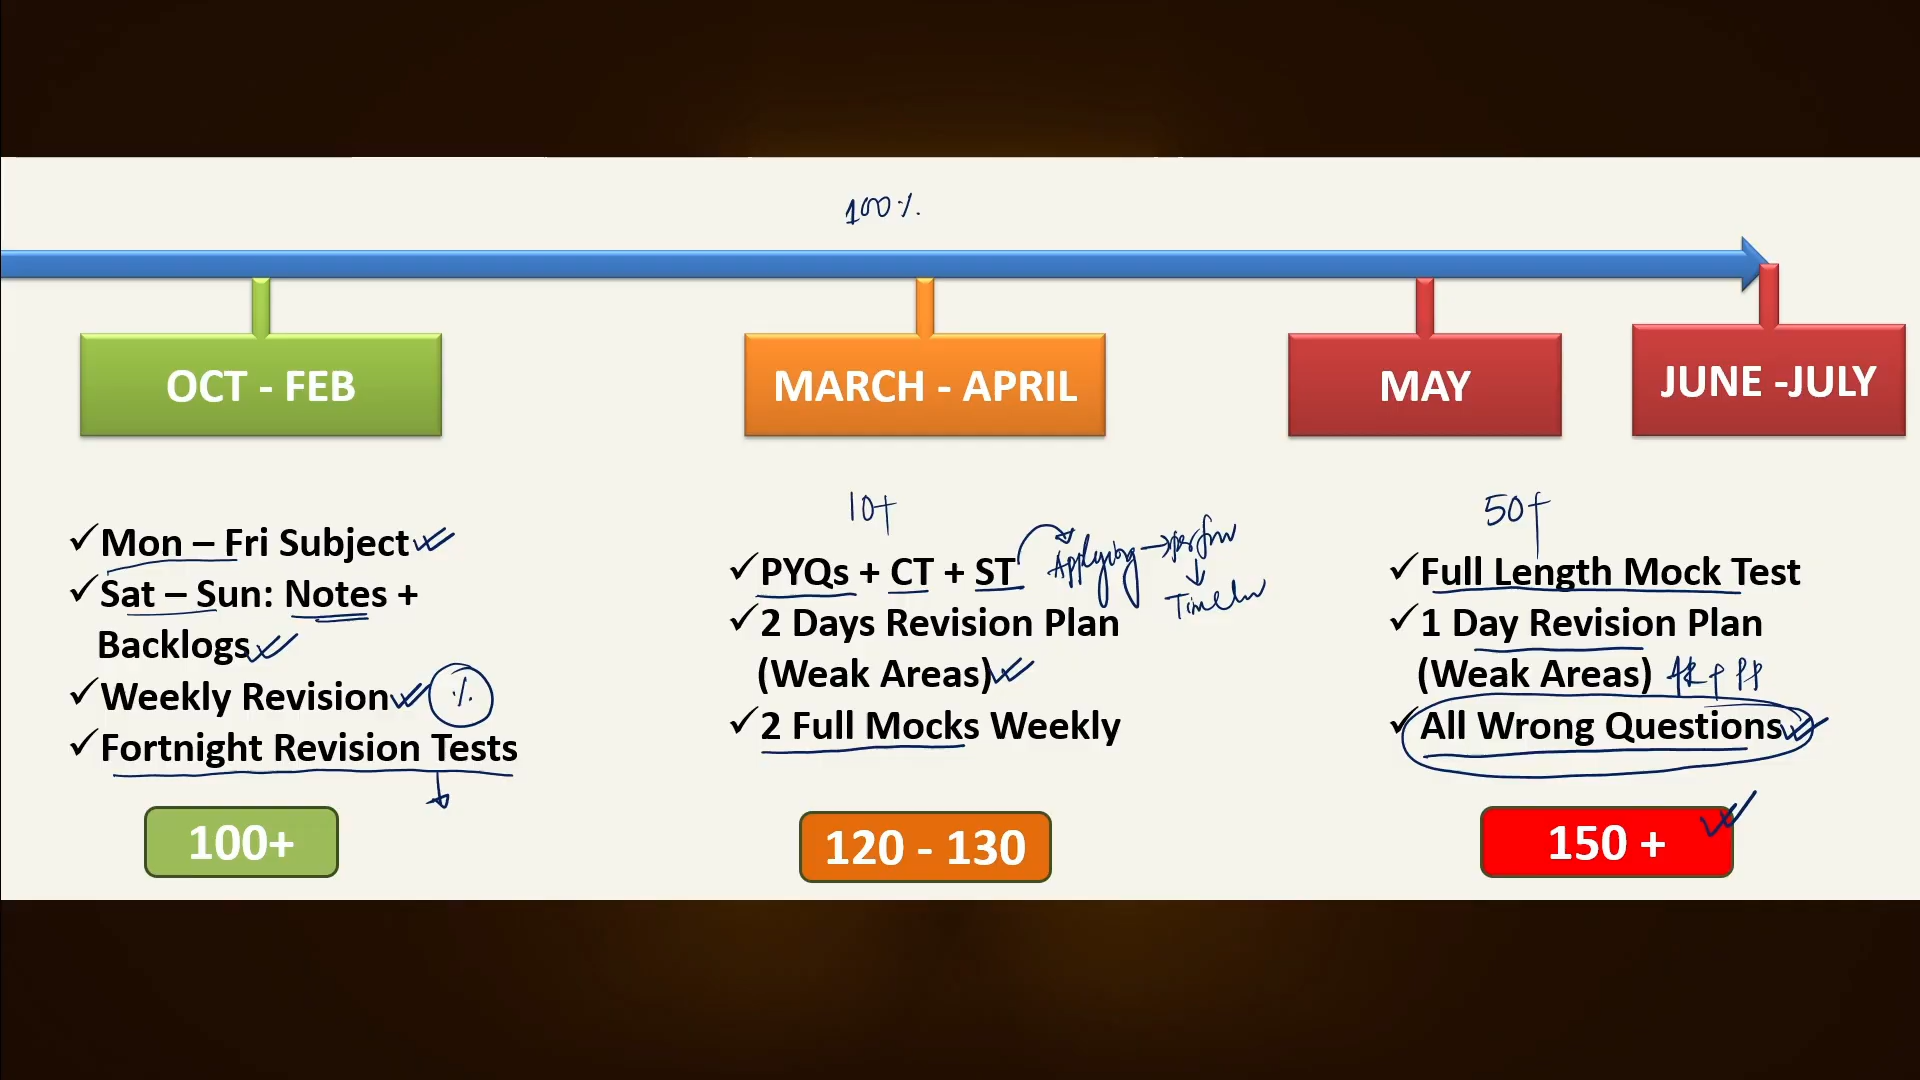 100%
OCT - FEB
MARCH - APRIL
MAY
JUNE -JULY
✓Mon – Fri Subject
✓Sat – Sun: Notes +
Backlogs
✓Weekly Revision %
✓Fortnight Revision Tests
100+
10+
✓PYQs + CT + ST Applying → perform
Time
✓2 Days Revision Plan
(Weak Areas)
✓2 Full Mocks Weekly
120 - 130
50+
✓Full Length Mock Test
✓1 Day Revision Plan
(Weak Areas)
✓All Wrong Questions
150 +